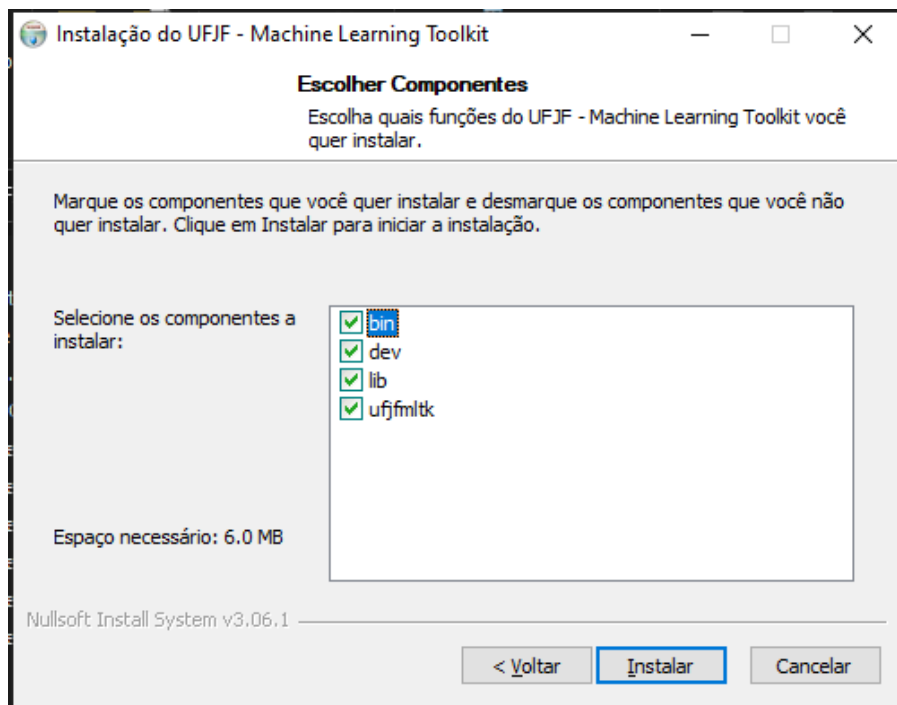 Instalação do UFJF - Machine Learning Toolkit
Escolher Componentes
Escolha quais funções do UFJF - Machine Learning Toolkit você
quer instalar.
Marque os componentes que você quer instalar e desmarque os componentes que você não
quer instalar. Clique em Instalar para iniciar a instalação.
Selecione os componentes a
instalar:
bin
dev
lib
ufjfmltk
Espaço necessário: 6.0 MB
Nullsoft Install System v3.06.1
< Voltar
Instalar
Cancelar